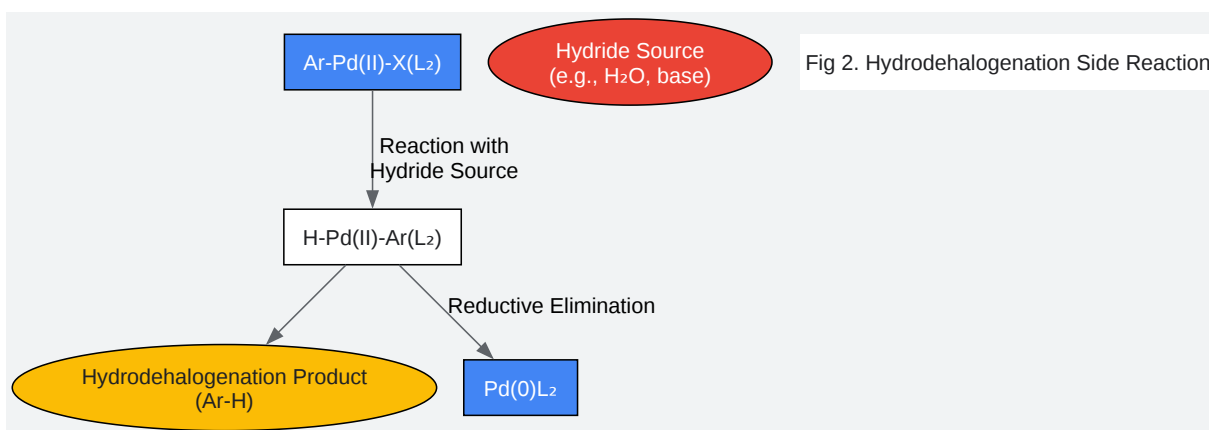 Ar-Pd(II)-X(L₂)
Hydride Source
(e.g., H₂O, base)
Fig 2. Hydrodehalogenation Side Reaction
Reaction with
Hydride Source
H-Pd(II)-Ar(L₂)
Reductive Elimination
Hydrodehalogenation Product
(Ar-H)
Pd(0)L₂